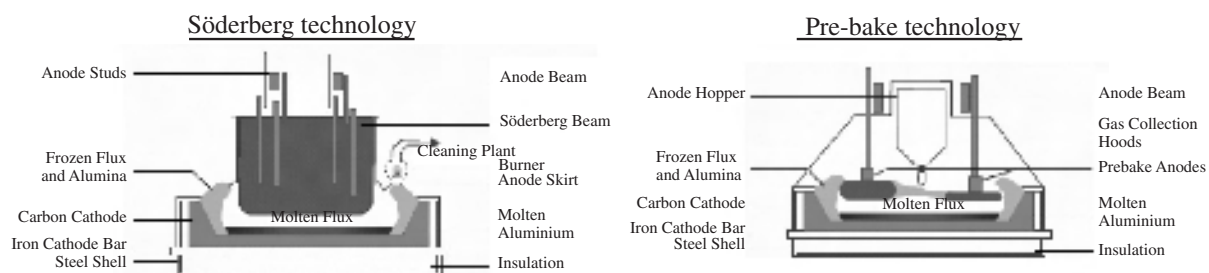 Söderberg technology
Anode Studs
Anode Beam
Söderberg Beam
Cleaning Plant
Frozen Flux
and Alumina
Burner
Anode Skirt
Carbon Cathode
Molten Flux
Molten
Aluminium
Iron Cathode Bar
Steel Shell
Insulation
Pre-bake technology
Anode Hopper
Anode Beam
Gas Collection
Hoods
Frozen Flux
and Alumina
Prebake Anodes
Carbon Cathode
Molten Flux
Molten
Aluminium
Iron Cathode Bar
Steel Shell
Insulation